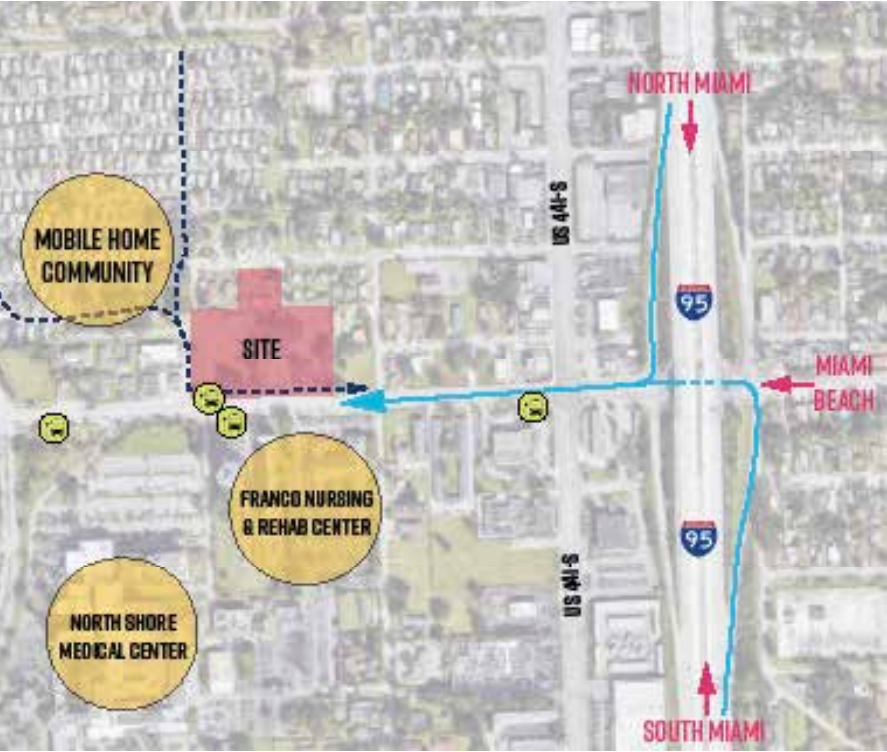 NORTH MIAMI
MOBILE HOME
COMMUNITY
US 441-S
95
SITE
MIAMI
BEACH
FRANCO NURSING
& REHAB CENTER
95
US 441-S
NORTH SHORE
MEDICAL CENTER
SOUTH MIAMI